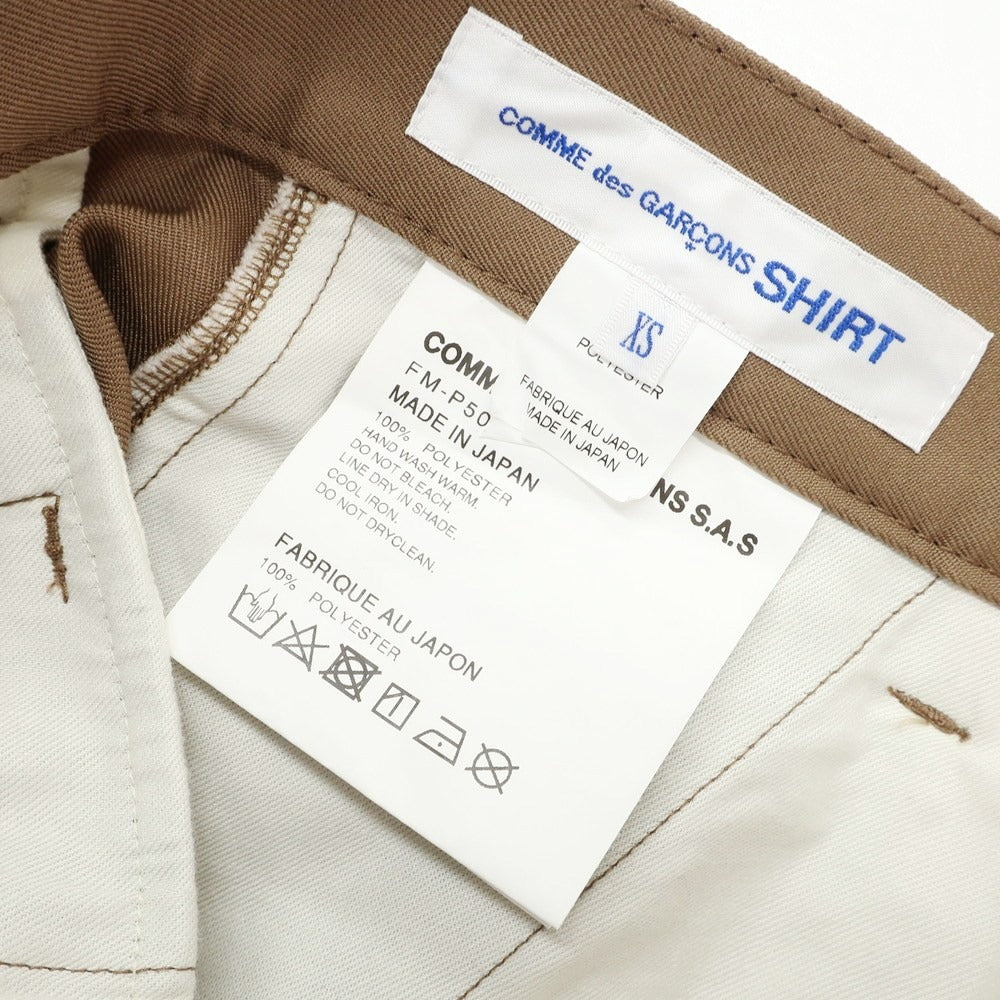 COMME des GARÇONS SHIRT
XS
POLYESTER
FABRIQUE AU JAPON
MADE IN JAPAN
NS S.A.S
FM-P50
MADE IN JAPAN
100% POLYESTER
HAND WASH WARM.
DO NOT BLEACH.
LINE DRY IN SHADE.
COOL IRON.
DO NOT DRYCLEAN.
FABRIQUE AU JAPON
100% POLYESTER